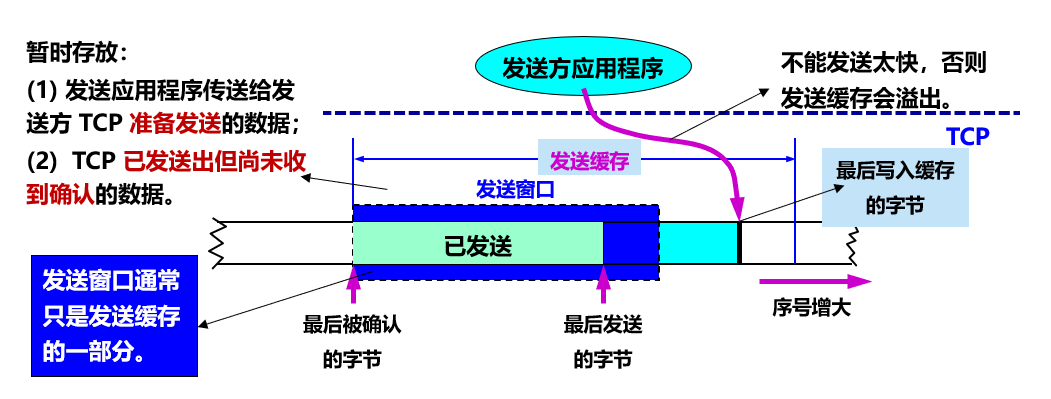 暂时存放：
(1) 发送应用程序传送给发
送方 TCP 准备发送的数据；
(2) TCP 已发送出但尚未收
到确认的数据。
发送方应用程序
不能发送太快，否则
发送缓存会溢出。
TCP
发送缓存
发送窗口
最后写入缓存
的字节
已发送
发送窗口通常
只是发送缓存
的一部分。
最后被确认
的字节
最后发送
的字节
序号增大